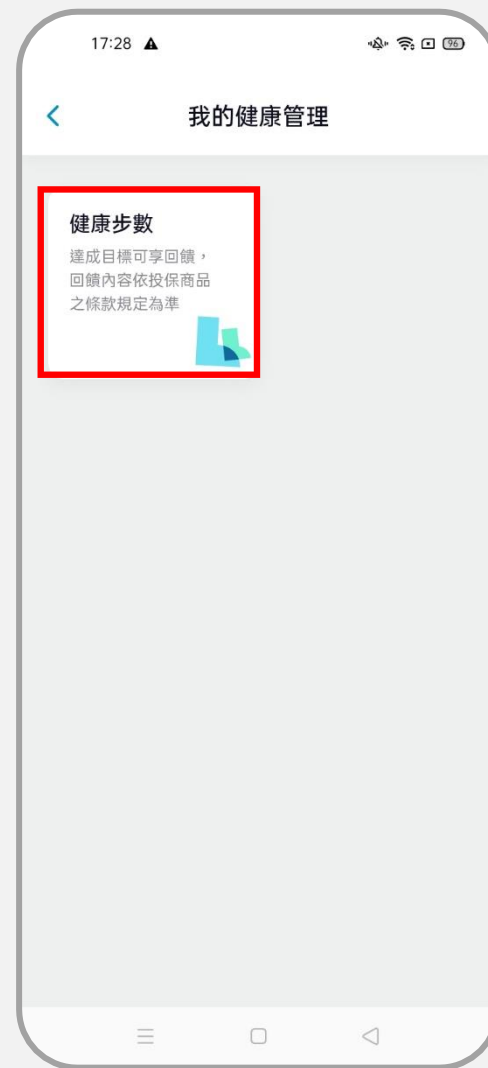 17:28
96
我的健康管理
健康步數
達成目標可享回饋，
回饋內容依投保商品
之條款規定為準